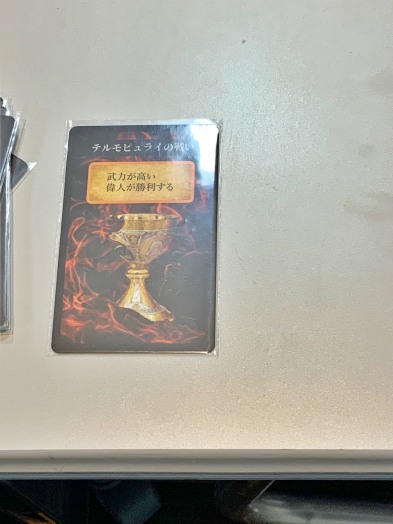 テルモピュライの戦い
武力が高い
偉人が勝利する